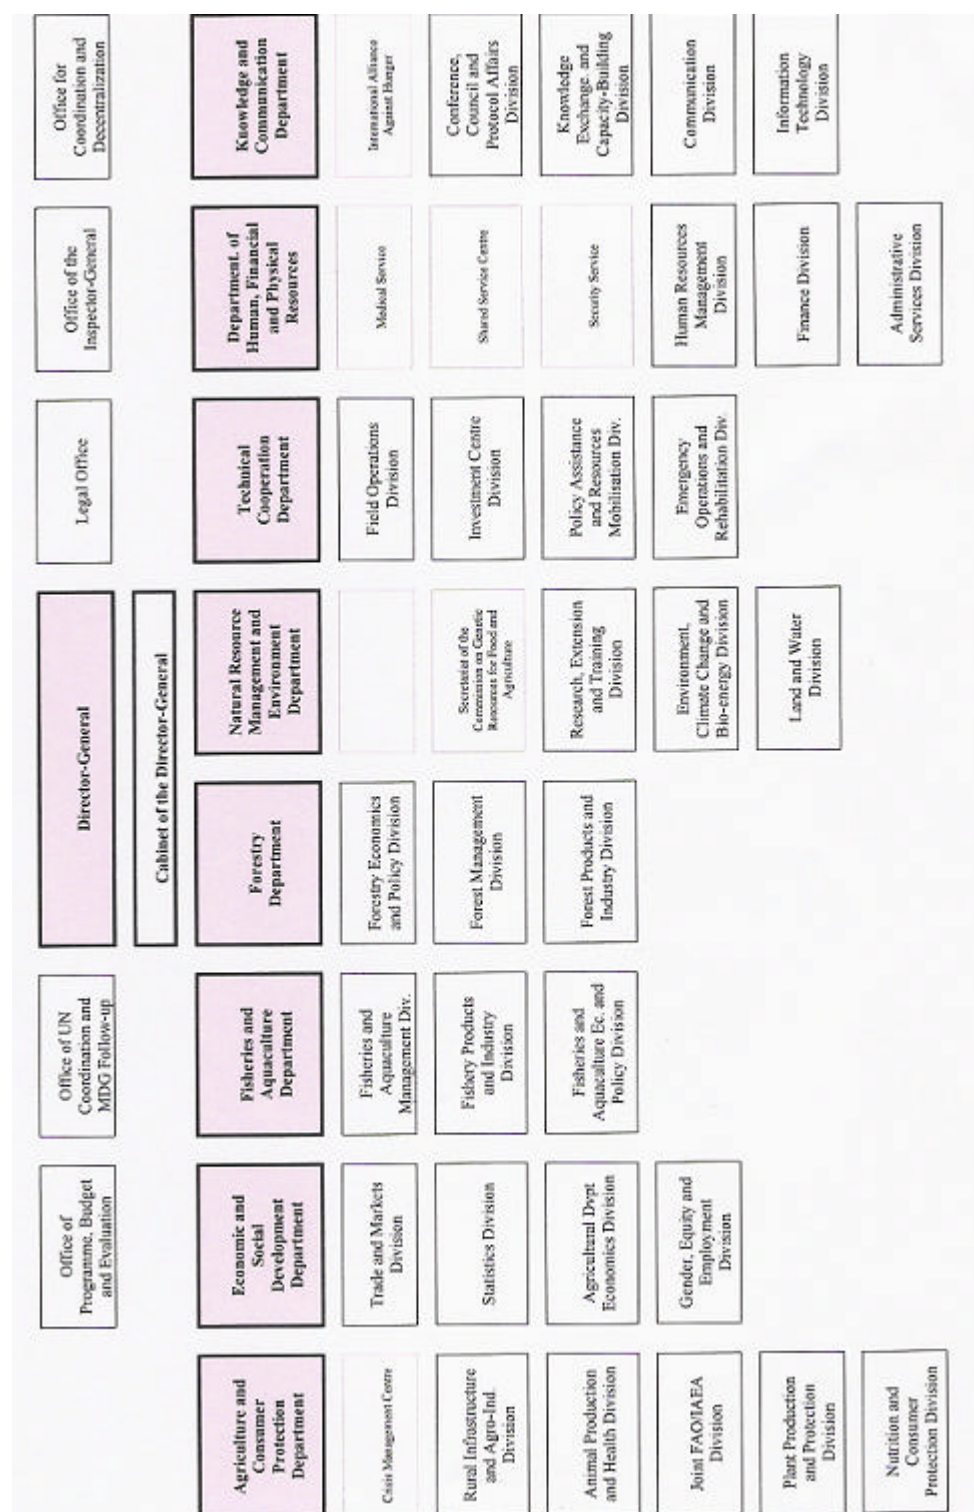 Office of
Programme, Budget
and Evaluation
Office of UN
Coordination and
MDG Follow-up
Director-General
Legal Office
Office of the
Inspector-General
Office for
Coordination and
Decentralization
Cabinet of the Director-General
Agriculture and
Consumer
Protection
Department
Economic and
Social
Development
Department
Fisheries and
Aquaculture
Department
Forestry
Department
Natural Resource
Management and
Environment
Department
Technical
Cooperation
Department
Department. of
Human, Financial
and Physical
Resources
Knowledge and
Communication
Department
Crisis Management Centre
Trade and Markets
Division
Fisheries and
Aquaculture
Management Div.
Forestry Economics
and Policy Division
Field Operations
Division
Medical Service
International Alliance
Against Hunger
Rural Infrastructure
and Agro-Ind.
Division
Statistics Division
Fishery Products
and Industry
Division
Forest Management
Division
Secretariat of the
Commission on Genetic
Resources for Food and
Agriculture
Investment Centre
Division
Shared Service Centre
Conference,
Council and
Protocol Affairs
Division
Animal Production
and Health Division
Agricultural Dvpt
Economics Division
Fisheries and
Aquaculture Ec. and
Policy Division
Forest Products and
Industry Division
Research, Extension
and Training
Division
Policy Assistance
and Resources
Mobilisation Div.
Security Service
Knowledge
Exchange and
Capacity-Building
Division
Joint FAO/IAEA
Division
Gender, Equity and
Employment
Division
Environment,
Climate Change and
Bio-energy Division
Emergency
Operations and
Rehabilitation Div.
Human Resources
Management
Division
Communication
Division
Plant Production
and Protection
Division
Land and Water
Division
Finance Division
Information
Technology
Division
Nutrition and
Consumer
Protection Division
Administrative
Services Division